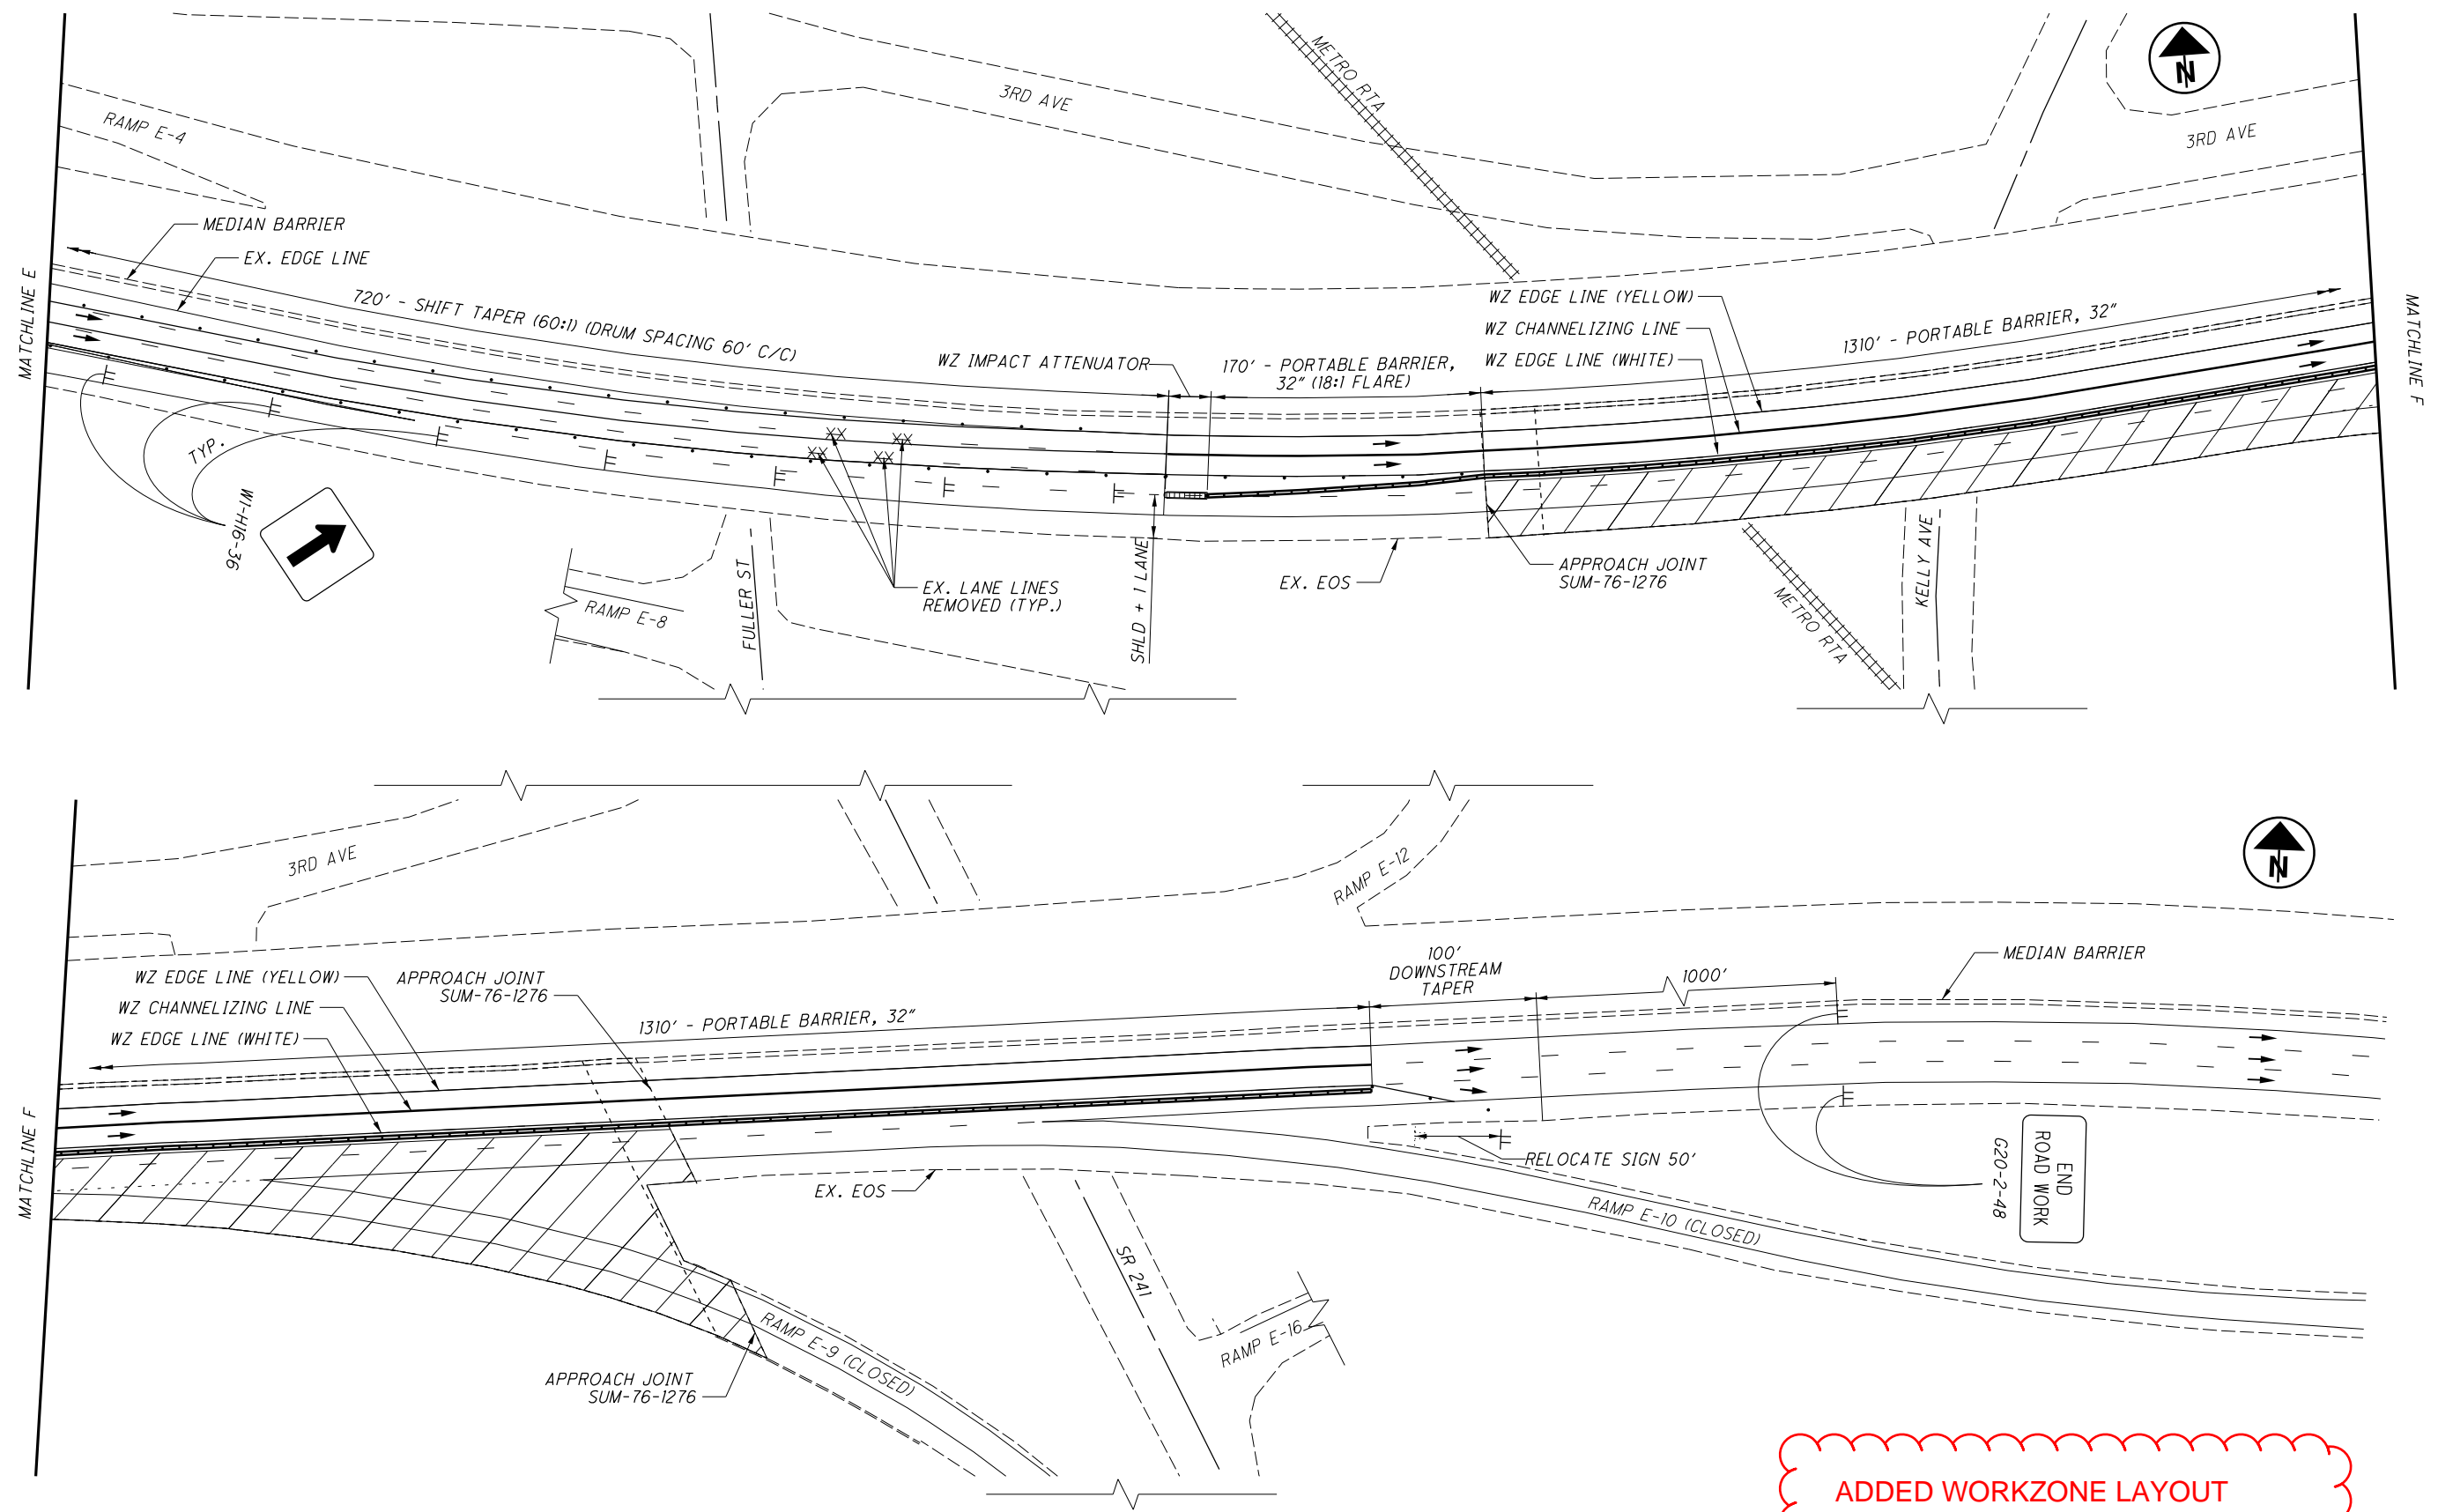 METRO RTA
3RD AVE
N
RAMP E-4
3RD AVE
MEDIAN BARRIER
EX. EDGE LINE
MATCHLINE E
720' - SHIFT TAPER (60:1) (DRUM SPACING 60' C/C)
WZ IMPACT ATTENUATOR
170' - PORTABLE BARRIER,
32" (18:1 FLARE)
WZ EDGE LINE (YELLOW)
WZ CHANNELIZING LINE
WZ EDGE LINE (WHITE)
1310' - PORTABLE BARRIER, 32"
MATCHLINE F
TYP.
W1-H16-36
XX
XX
XX
XX
EX. LANE LINES
REMOVED (TYP.)
RAMP E-8
FULLER ST
SHLD + 1 LANE
EX. EOS
APPROACH JOINT
SUM-76-1276
METRO RTA
KELLY AVE
3RD AVE
RAMP E-12
N
WZ EDGE LINE (YELLOW)
WZ CHANNELIZING LINE
WZ EDGE LINE (WHITE)
APPROACH JOINT
SUM-76-1276
1310' - PORTABLE BARRIER, 32"
100'
DOWNSTREAM
TAPER
1000'
MEDIAN BARRIER
MATCHLINE F
EX. EOS
RELOCATE SIGN 50'
RAMP E-10 (CLOSED)
END
ROAD WORK
G20-2-48
SR 241
RAMP E-16
RAMP E-9 (CLOSED)
APPROACH JOINT
SUM-76-1276
ADDED WORKZONE LAYOUT